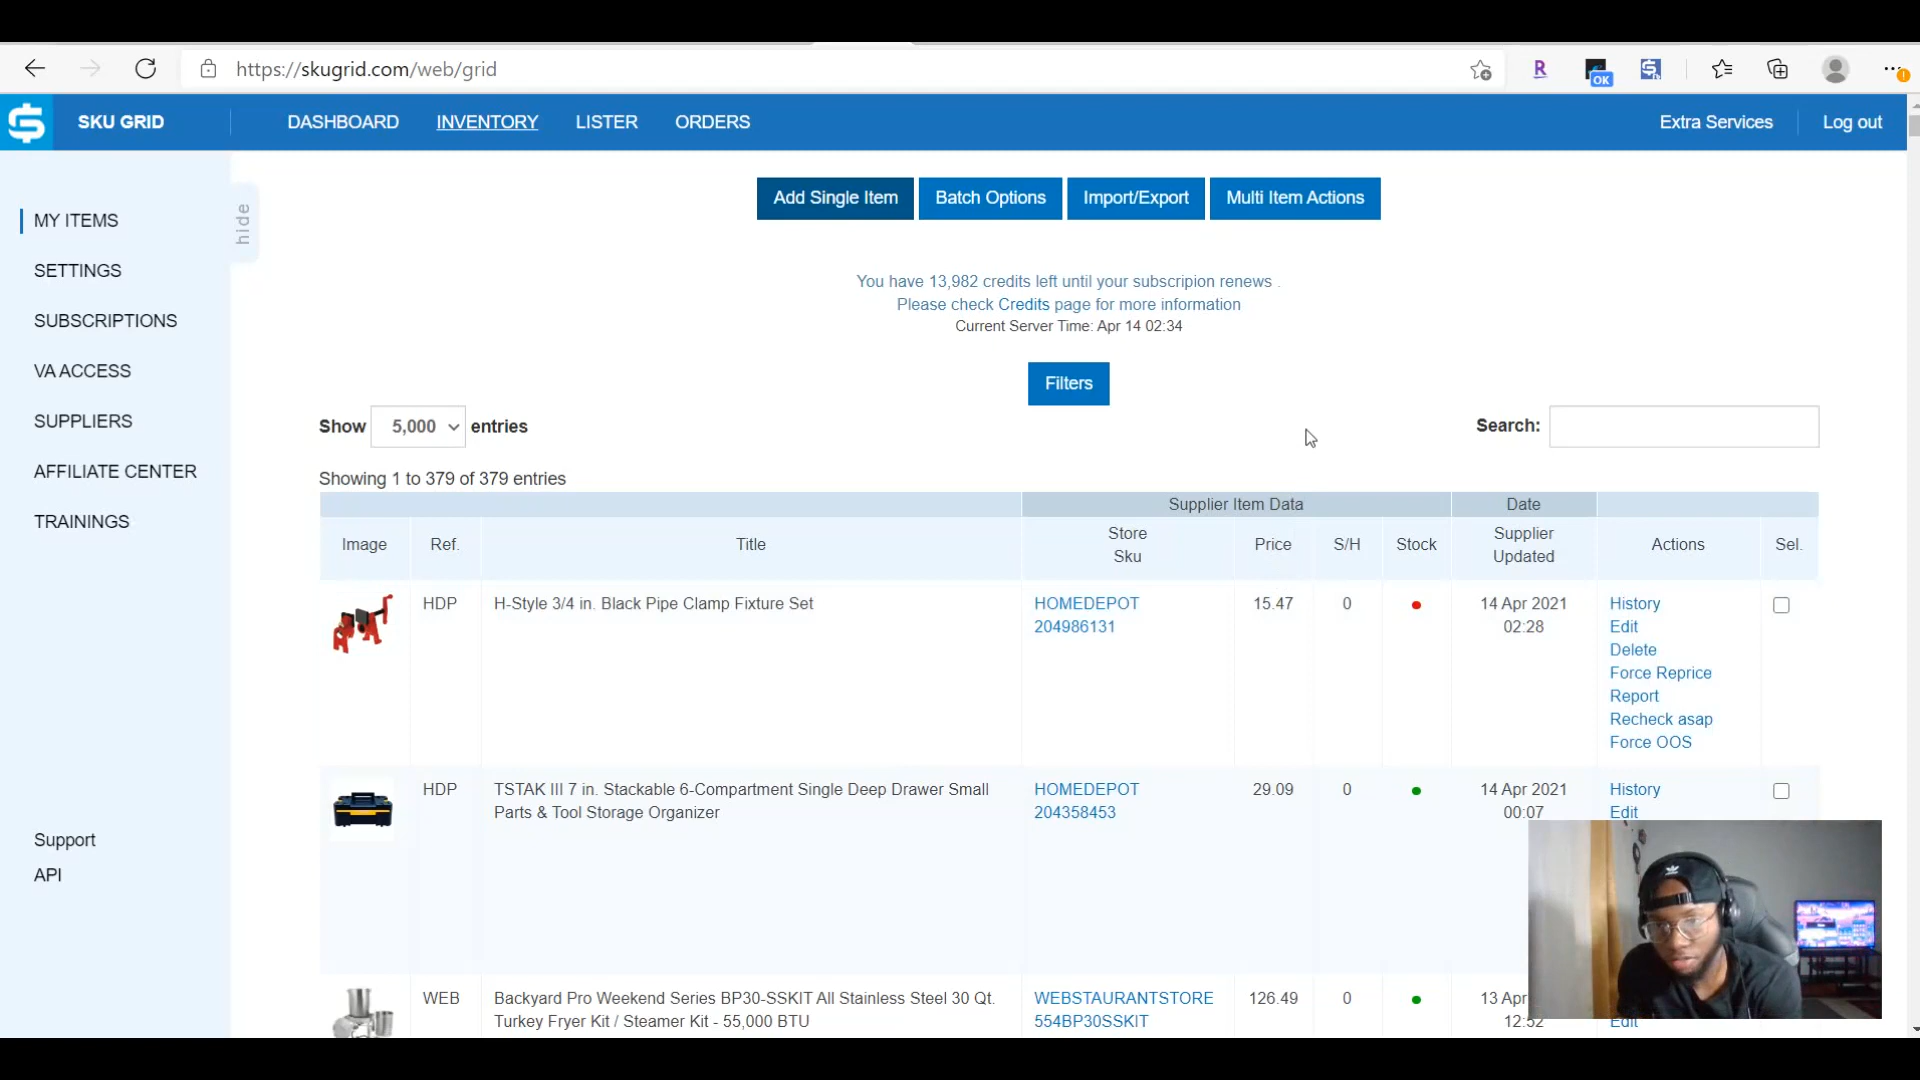 https://skugrid.com/web/grid
R
OK
SKU GRID
DASHBOARD
INVENTORY
LISTER
ORDERS
Extra Services
Log out
MY ITEMS
SETTINGS
SUBSCRIPTIONS
VA ACCESS
SUPPLIERS
AFFILIATE CENTER
TRAININGS
Support
API
hide
Add Single Item
Batch Options
Import/Export
Multi Item Actions
You have 13,982 credits left until your subscripion renews .
Please check Credits page for more information
Current Server Time: Apr 14 02:34
Filters
Show 5,000 entries
Search:
Showing 1 to 379 of 379 entries
Supplier Item Data
Date
Image
Ref.
Title
Store
Sku
Price
S/H
Stock
Supplier
Updated
Actions
Sel.
HDP
H-Style 3/4 in. Black Pipe Clamp Fixture Set
HOMEDEPOT
204986131
15.47
0
14 Apr 2021
02:28
History
Edit
Delete
Force Reprice
Report
Recheck asap
Force OOS
HDP
TSTAK III 7 in. Stackable 6-Compartment Single Deep Drawer Small
Parts & Tool Storage Organizer
HOMEDEPOT
204358453
29.09
0
14 Apr 2021
00:07
History
Edit
WEB
Backyard Pro Weekend Series BP30-SSKIT All Stainless Steel 30 Qt.
Turkey Fryer Kit / Steamer Kit - 55,000 BTU
WEBSTAURANTSTORE
554BP30SSKIT
126.49
0
13 Apr
12:52
Edit